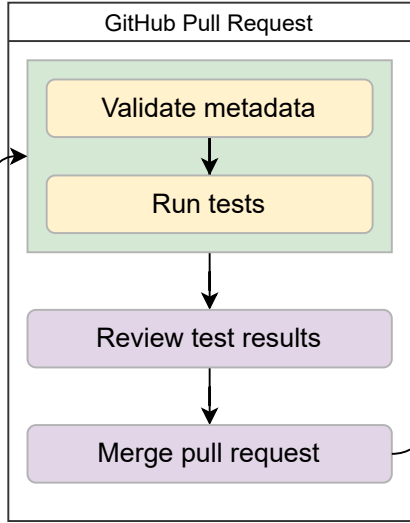 GitHub Pull Request
Validate metadata
Run tests
Review test results
Merge pull request